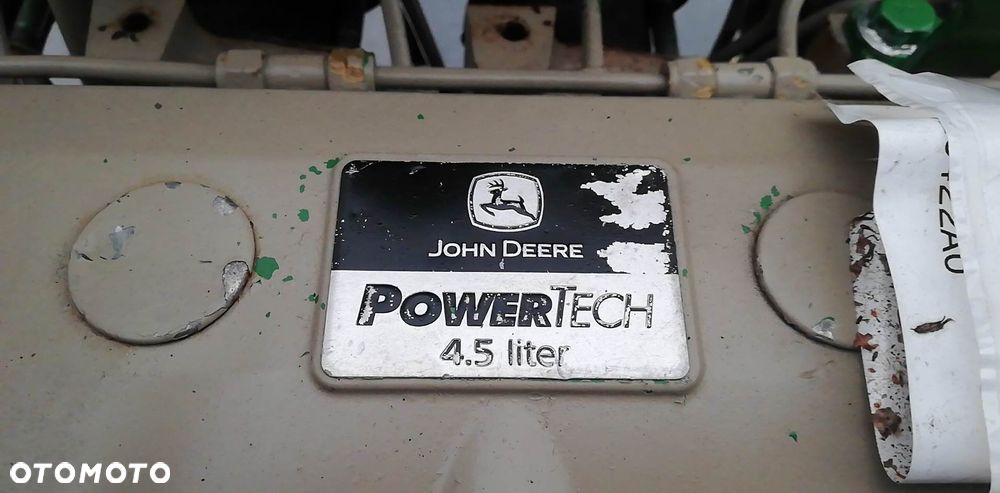 JOHN DEERE
POWERTECH
4.5 liter
OTOMOTO